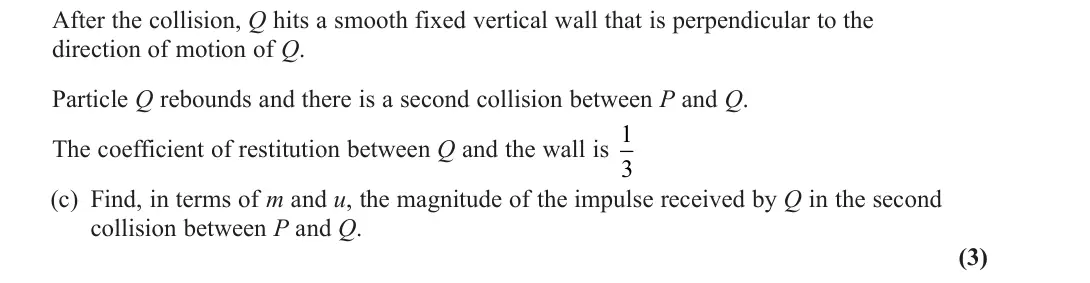 After the collision, Q hits a smooth fixed vertical wall that is perpendicular to the
direction of motion of Q.
Particle Q rebounds and there is a second collision between P and Q.
The coefficient of restitution between Q and the wall is 1/3
(c) Find, in terms of m and u, the magnitude of the impulse received by Q in the second
collision between P and Q.
(3)